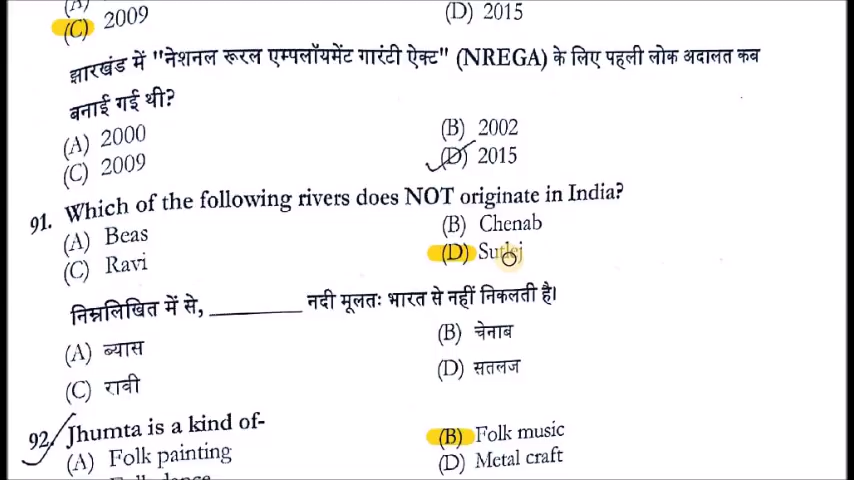 (A)
(C) 2009 (D) 2015
झारखंड में "नेशनल रूरल एम्पलॉयमेंट गारंटी ऐक्ट" (NREGA) के लिए पहली लोक अदालत कब
बनाई गई थी?
(A) 2000 (B) 2002
(C) 2009 (D) 2015
91. Which of the following rivers does NOT originate in India?
(A) Beas (B) Chenab
(C) Ravi (D) Sutlej
निम्नलिखित में से, ________ नदी मूलतः भारत से नहीं निकलती है।
(A) ब्यास (B) चेनाब
(C) रावी (D) सतलज
92. Jhumta is a kind of-
(A) Folk painting (B) Folk music
Folk dance (D) Metal craft